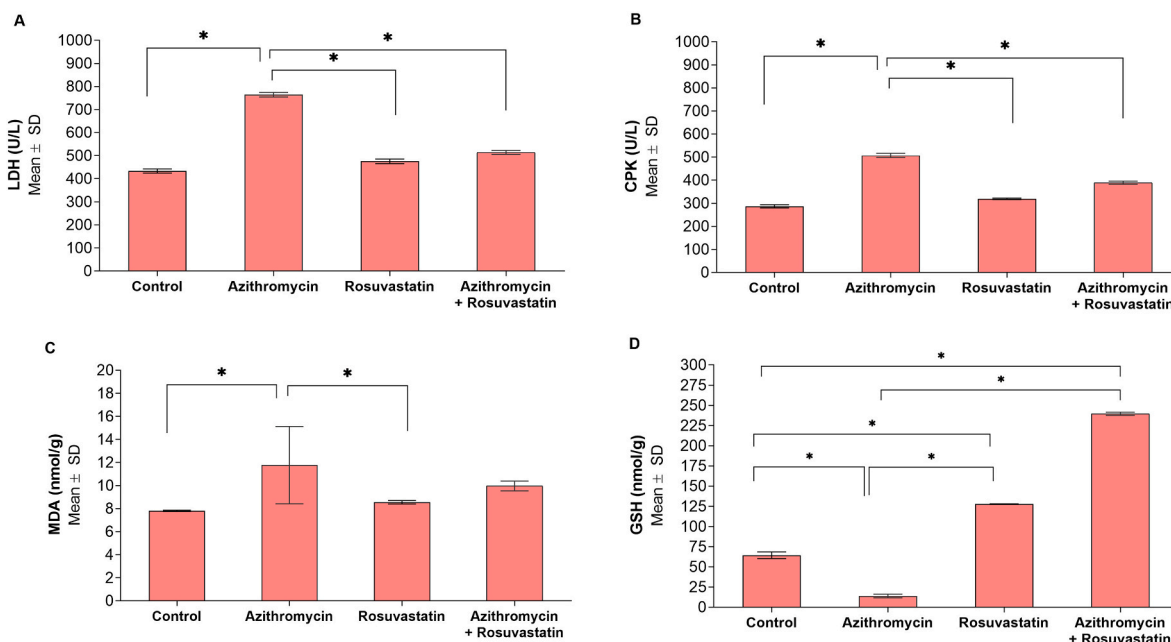 A
LDH (U/L)
Mean ± SD
1000
900
800
700
600
500
400
300
200
100
0
*
*
*
Control
Azithromycin
Rosuvastatin
Azithromycin
+ Rosuvastatin
B
CPK (U/L)
Mean ± SD
1000
900
800
700
600
500
400
300
200
100
0
*
*
*
Control
Azithromycin
Rosuvastatin
Azithromycin
+ Rosuvastatin
C
MDA (nmol/g)
Mean ± SD
20
18
16
14
12
10
8
6
4
2
0
*
*
Control
Azithromycin
Rosuvastatin
Azithromycin
+ Rosuvastatin
D
GSH (nmol/g)
Mean ± SD
300
275
250
225
200
175
150
125
100
75
50
25
0
*
*
*
*
*
Control
Azithromycin
Rosuvastatin
Azithromycin
+ Rosuvastatin